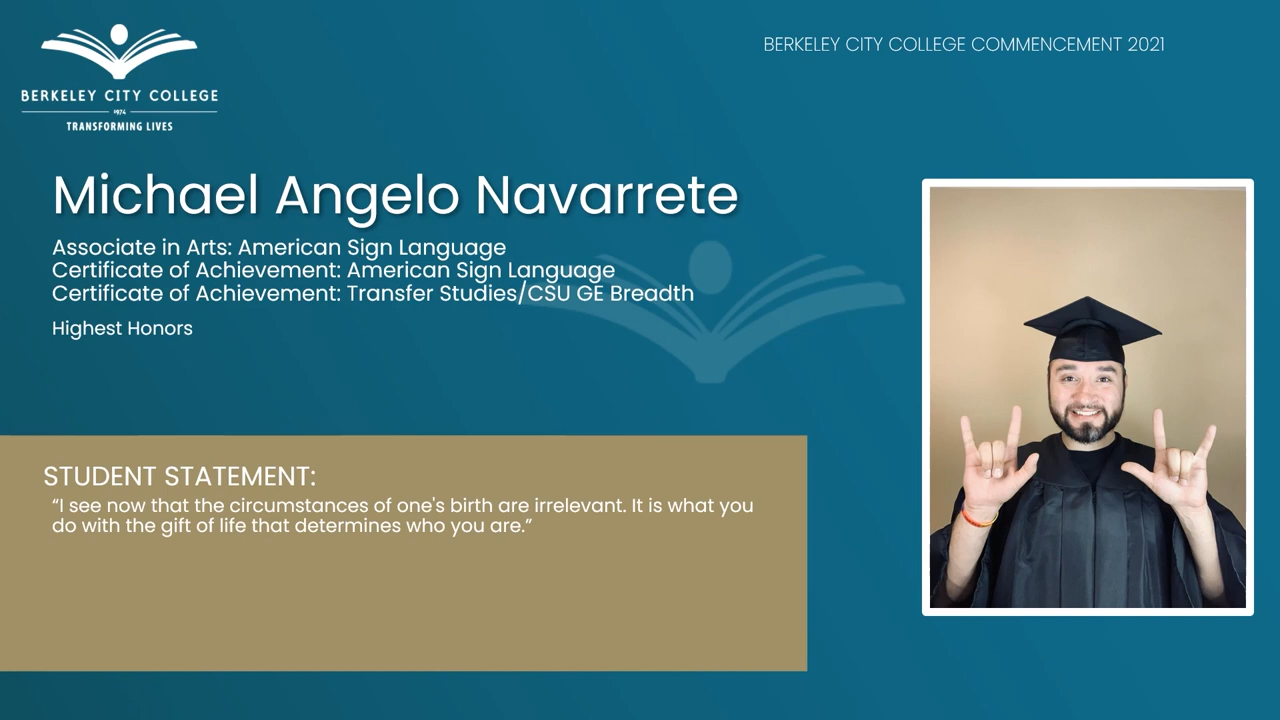 BERKELEY CITY COLLEGE COMMENCEMENT 2021
BERKELEY CITY COLLEGE
1974
TRANSFORMING LIVES
Michael Angelo Navarrete
Associate in Arts: American Sign Language
Certificate of Achievement: American Sign Language
Certificate of Achievement: Transfer Studies/CSU GE Breadth
Highest Honors
STUDENT STATEMENT:
“I see now that the circumstances of one's birth are irrelevant. It is what you
do with the gift of life that determines who you are.”